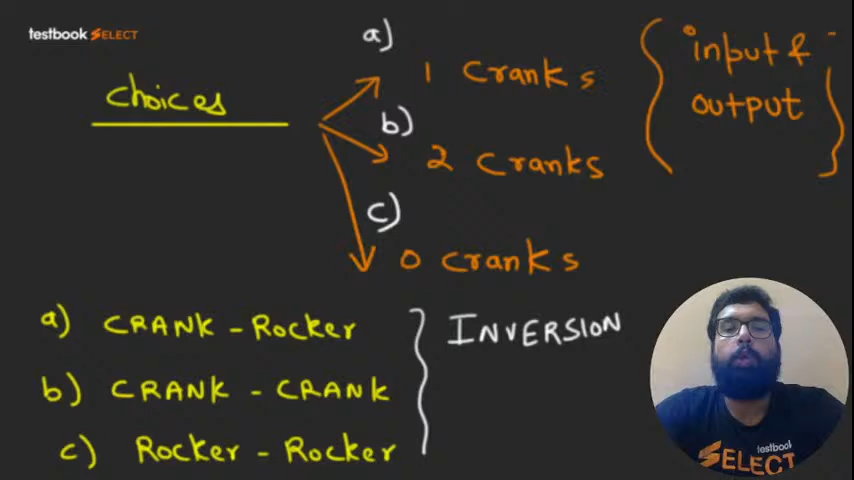 testbook SELECT
a)
1 cranks
input &
choices
b)
output
2 cranks
c)
0 cranks
a) CRANK - Rocker
INVERSION
b) CRANK - CRANK
c) Rocker - Rocker
testbook
SELECT